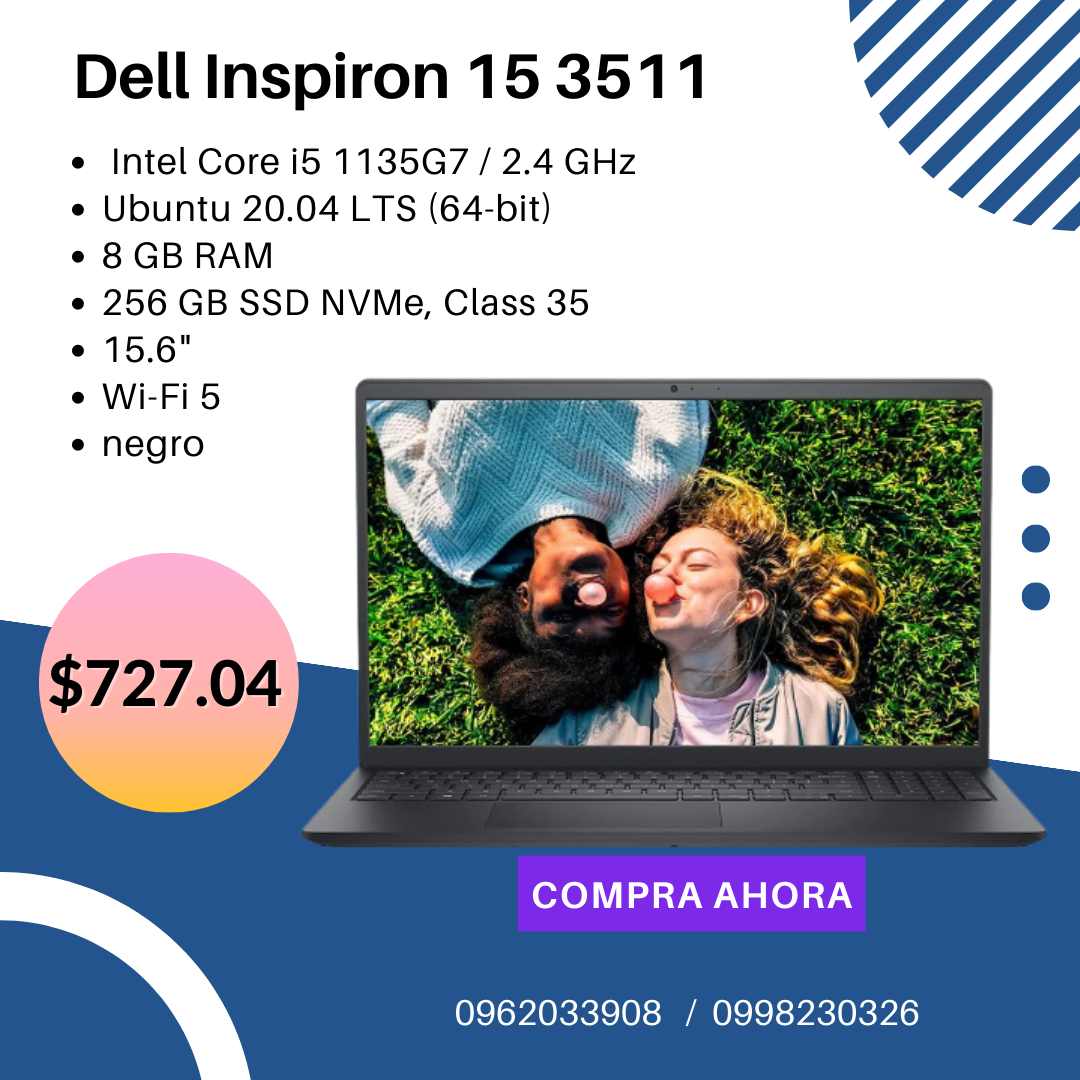 Dell Inspiron 15 3511
• Intel Core i5 1135G7 / 2.4 GHz
• Ubuntu 20.04 LTS (64-bit)
• 8 GB RAM
• 256 GB SSD NVMe, Class 35
• 15.6"
• Wi-Fi 5
• negro
$727.04
COMPRA AHORA
0962033908 / 0998230326